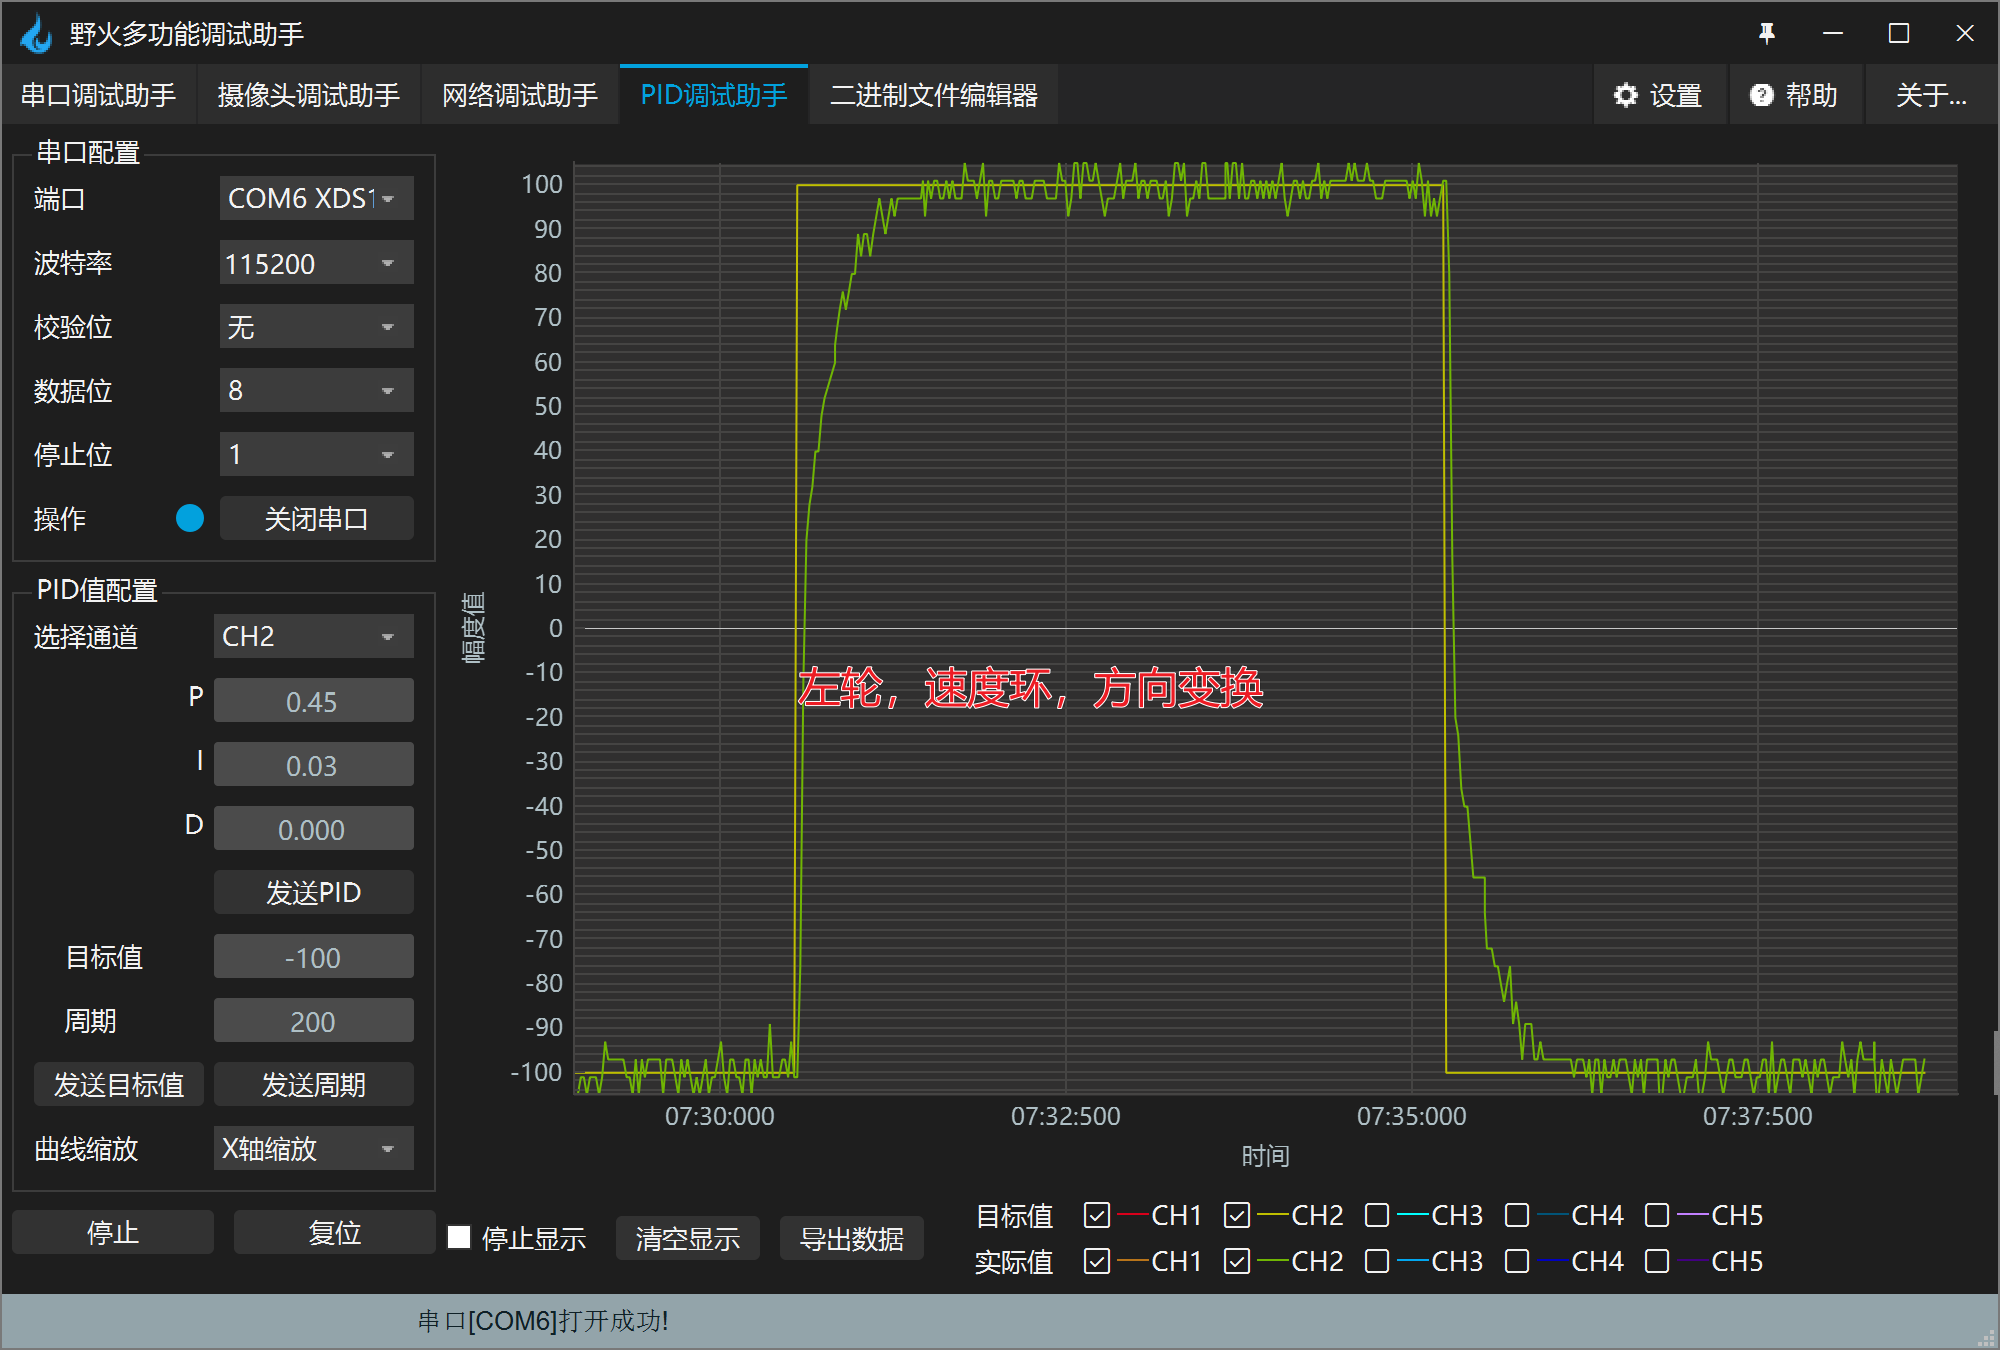 野火多功能调试助手
串口调试助手 摄像头调试助手 网络调试助手 PID调试助手 二进制文件编辑器 设置 帮助 关于...
串口配置
端口 COM6 XDS1
波特率 115200
校验位 无
数据位 8
停止位 1
操作 关闭串口
PID值配置
选择通道 CH2
P 0.45
I 0.03
D 0.000
发送PID
目标值 -100
周期 200
发送目标值 发送周期
曲线缩放 X轴缩放
停止 复位
幅度值
100
90
80
70
60
50
40
30
20
10
0
-10
-20
-30
-40
-50
-60
-70
-80
-90
-100
左轮，速度环，方向变换
07:30:000 07:32:500 07:35:000 07:37:500
时间
停止显示 清空显示 导出数据
目标值 CH1 CH2 CH3 CH4 CH5
实际值 CH1 CH2 CH3 CH4 CH5
串口[COM6]打开成功!